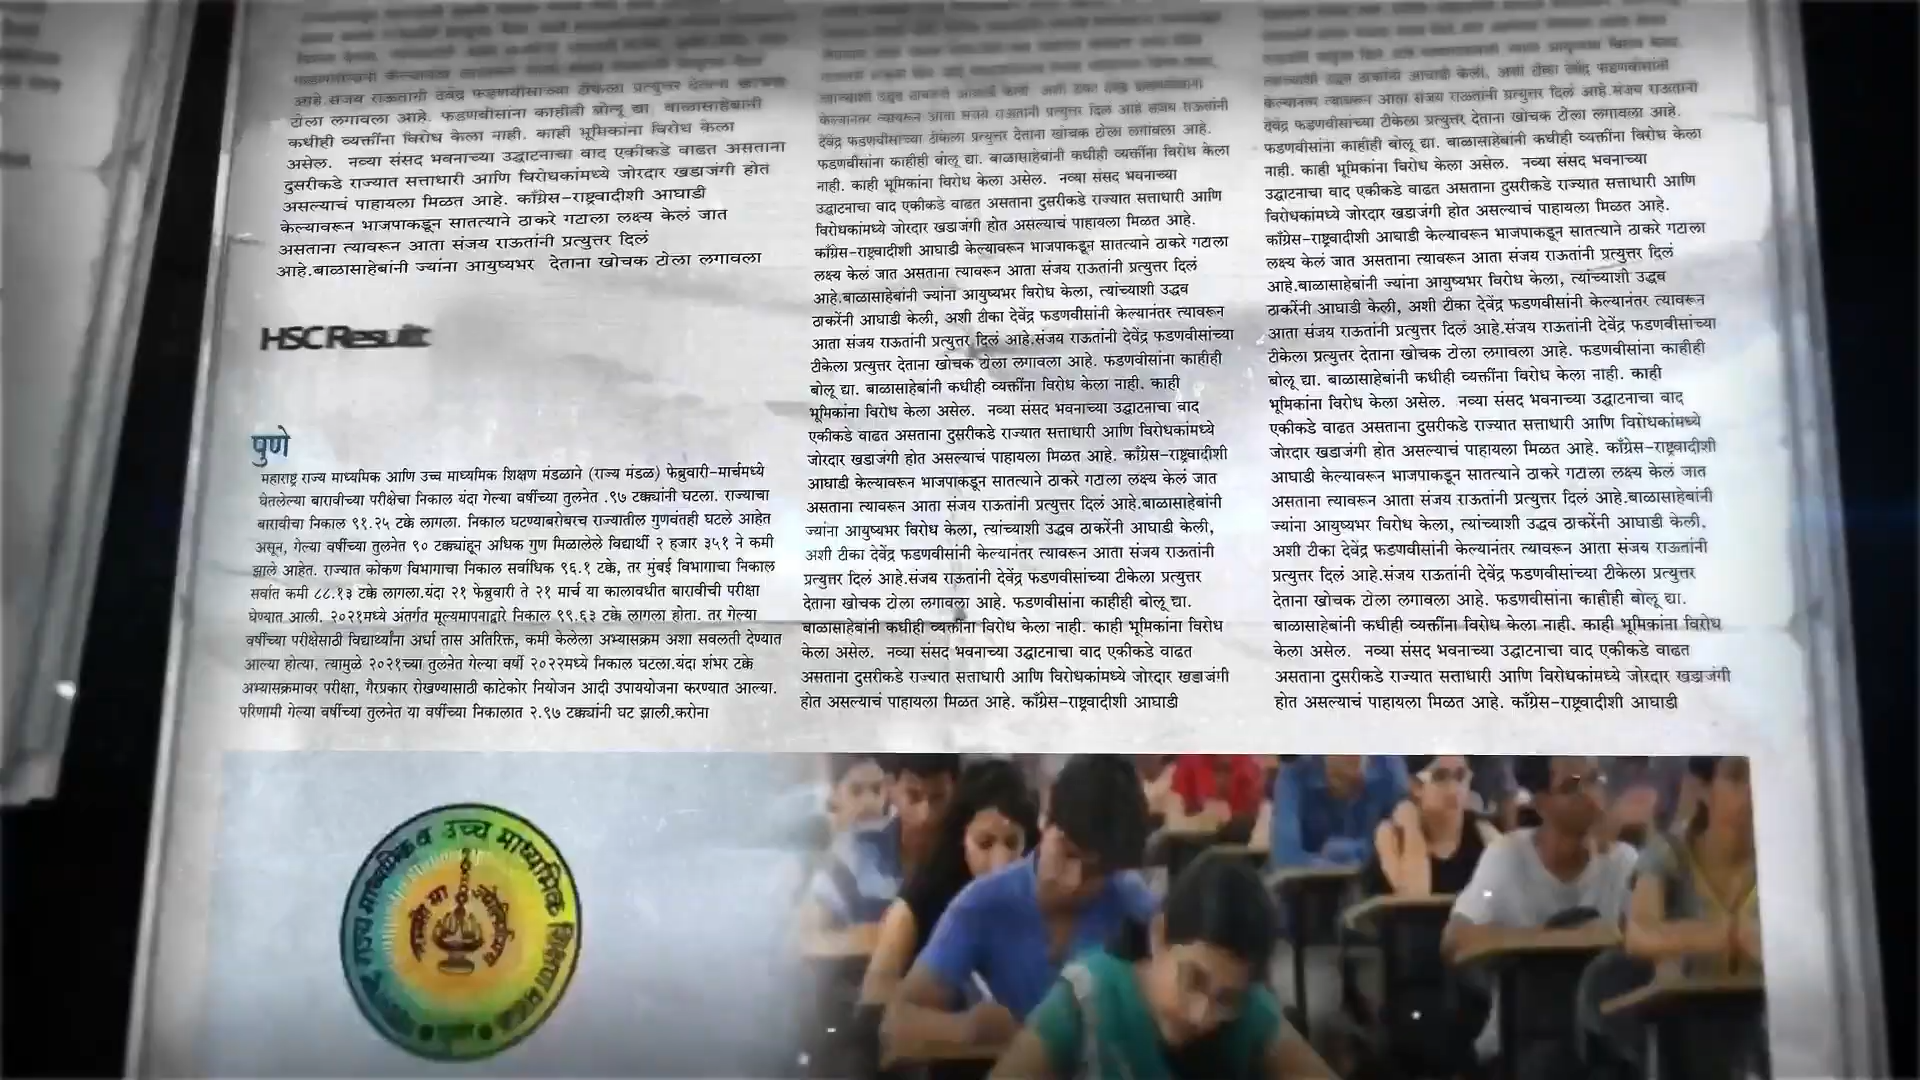 आहे.संजय राऊतांनी देवेंद्र फडणवीसांच्या टीकेला प्रत्युत्तर देताना खोचक
टोला लगावला आहे. फडणवीसांना काहीही बोलू द्या. बाळासाहेबांनी
कधीही व्यक्तींना विरोध केला नाही. काही भूमिकांना विरोध केला
असेल. नव्या संसद भवनाच्या उद्घाटनाचा वाद एकीकडे वाढत असताना
दुसरीकडे राज्यात सत्ताधारी आणि विरोधकांमध्ये जोरदार खडाजंगी होत
असल्याचं पाहायला मिळत आहे. काँग्रेस-राष्ट्रवादीशी आघाडी
केल्यावरून भाजपाकडून सातत्याने ठाकरे गटाला लक्ष्य केलं जात
असताना त्यावरून आता संजय राऊतांनी प्रत्युत्तर दिलं
आहे.बाळासाहेबांनी ज्यांना आयुष्यभर देताना खोचक टोला लगावला
HSC Result
पुणे
महाराष्ट्र राज्य माध्यमिक आणि उच्च माध्यमिक शिक्षण मंडळाने (राज्य मंडळ) फेब्रुवारी-मार्चमध्ये
घेतलेल्या बारावीच्या परीक्षेचा निकाल यंदा गेल्या वर्षीच्या तुलनेत .९७ टक्क्यांनी घटला. राज्याचा
बारावीचा निकाल ९१.२५ टक्के लागला. निकाल घटण्याबरोबरच राज्यातील गुणवंतही घटले आहेत
असून, गेल्या वर्षीच्या तुलनेत ९० टक्क्यांहून अधिक गुण मिळालेले विद्यार्थी २ हजार ३५१ ने कमी
झाले आहेत. राज्यात कोकण विभागाचा निकाल सर्वाधिक ९६.१ टक्के, तर मुंबई विभागाचा निकाल
सर्वात कमी ८८.१३ टक्के लागला.यंदा २१ फेब्रुवारी ते २१ मार्च या कालावधीत बारावीची परीक्षा
घेण्यात आली. २०२१मध्ये अंतर्गत मूल्यमापनाद्वारे निकाल ९९.६३ टक्के लागला होता. तर गेल्या
वर्षीच्या परीक्षेसाठी विद्यार्थ्यांना अर्धा तास अतिरिक्त, कमी केलेला अभ्यासक्रम अशा सवलती देण्यात
आल्या होत्या. त्यामुळे २०२१च्या तुलनेत गेल्या वर्षी २०२२मध्ये निकाल घटला.यंदा शंभर टक्के
अभ्यासक्रमावर परीक्षा, गैरप्रकार रोखण्यासाठी काटेकोर नियोजन आदी उपाययोजना करण्यात आल्या.
परिणामी गेल्या वर्षीच्या तुलनेत या वर्षीच्या निकालात २.९७ टक्क्यांनी घट झाली.करोना
केल्यानंतर त्यावरून आता संजय राऊतांनी प्रत्युत्तर दिलं आहे.संजय राऊतांनी
देवेंद्र फडणवीसांच्या टीकेला प्रत्युत्तर देताना खोचक टोला लगावला आहे.
फडणवीसांना काहीही बोलू द्या. बाळासाहेबांनी कधीही व्यक्तींना विरोध केला
नाही. काही भूमिकांना विरोध केला असेल. नव्या संसद भवनाच्या
उद्घाटनाचा वाद एकीकडे वाढत असताना दुसरीकडे राज्यात सत्ताधारी आणि
विरोधकांमध्ये जोरदार खडाजंगी होत असल्याचं पाहायला मिळत आहे.
काँग्रेस-राष्ट्रवादीशी आघाडी केल्यावरून भाजपाकडून सातत्याने ठाकरे गटाला
लक्ष्य केलं जात असताना त्यावरून आता संजय राऊतांनी प्रत्युत्तर दिलं
आहे.बाळासाहेबांनी ज्यांना आयुष्यभर विरोध केला, त्यांच्याशी उद्धव
ठाकरेंनी आघाडी केली, अशी टीका देवेंद्र फडणवीसांनी केल्यानंतर त्यावरून
आता संजय राऊतांनी प्रत्युत्तर दिलं आहे.संजय राऊतांनी देवेंद्र फडणवीसांच्या
टीकेला प्रत्युत्तर देताना खोचक टोला लगावला आहे. फडणवीसांना काहीही
बोलू द्या. बाळासाहेबांनी कधीही व्यक्तींना विरोध केला नाही. काही
भूमिकांना विरोध केला असेल. नव्या संसद भवनाच्या उद्घाटनाचा वाद
एकीकडे वाढत असताना दुसरीकडे राज्यात सत्ताधारी आणि विरोधकांमध्ये
जोरदार खडाजंगी होत असल्याचं पाहायला मिळत आहे. काँग्रेस-राष्ट्रवादीशी
आघाडी केल्यावरून भाजपाकडून सातत्याने ठाकरे गटाला लक्ष्य केलं जात
असताना त्यावरून आता संजय राऊतांनी प्रत्युत्तर दिलं आहे.बाळासाहेबांनी
ज्यांना आयुष्यभर विरोध केला, त्यांच्याशी उद्धव ठाकरेंनी आघाडी केली,
अशी टीका देवेंद्र फडणवीसांनी केल्यानंतर त्यावरून आता संजय राऊतांनी
प्रत्युत्तर दिलं आहे.संजय राऊतांनी देवेंद्र फडणवीसांच्या टीकेला प्रत्युत्तर
देताना खोचक टोला लगावला आहे. फडणवीसांना काहीही बोलू द्या.
बाळासाहेबांनी कधीही व्यक्तींना विरोध केला नाही. काही भूमिकांना विरोध
केला असेल. नव्या संसद भवनाच्या उद्घाटनाचा वाद एकीकडे वाढत
असताना दुसरीकडे राज्यात सत्ताधारी आणि विरोधकांमध्ये जोरदार खडाजंगी
होत असल्याचं पाहायला मिळत आहे. काँग्रेस-राष्ट्रवादीशी आघाडी
केल्यानंतर त्यावरून आता संजय राऊतांनी प्रत्युत्तर दिलं आहे.संजय राऊतांनी
देवेंद्र फडणवीसांच्या टीकेला प्रत्युत्तर देताना खोचक टोला लगावला आहे.
फडणवीसांना काहीही बोलू द्या. बाळासाहेबांनी कधीही व्यक्तींना विरोध केला
नाही. काही भूमिकांना विरोध केला असेल. नव्या संसद भवनाच्या
उद्घाटनाचा वाद एकीकडे वाढत असताना दुसरीकडे राज्यात सत्ताधारी आणि
विरोधकांमध्ये जोरदार खडाजंगी होत असल्याचं पाहायला मिळत आहे.
काँग्रेस-राष्ट्रवादीशी आघाडी केल्यावरून भाजपाकडून सातत्याने ठाकरे गटाला
लक्ष्य केलं जात असताना त्यावरून आता संजय राऊतांनी प्रत्युत्तर दिलं
आहे.बाळासाहेबांनी ज्यांना आयुष्यभर विरोध केला, त्यांच्याशी उद्धव
ठाकरेंनी आघाडी केली, अशी टीका देवेंद्र फडणवीसांनी केल्यानंतर त्यावरून
आता संजय राऊतांनी प्रत्युत्तर दिलं आहे.संजय राऊतांनी देवेंद्र फडणवीसांच्या
टीकेला प्रत्युत्तर देताना खोचक टोला लगावला आहे. फडणवीसांना काहीही
बोलू द्या. बाळासाहेबांनी कधीही व्यक्तींना विरोध केला नाही. काही
भूमिकांना विरोध केला असेल. नव्या संसद भवनाच्या उद्घाटनाचा वाद
एकीकडे वाढत असताना दुसरीकडे राज्यात सत्ताधारी आणि विरोधकांमध्ये
जोरदार खडाजंगी होत असल्याचं पाहायला मिळत आहे. काँग्रेस-राष्ट्रवादीशी
आघाडी केल्यावरून भाजपाकडून सातत्याने ठाकरे गटाला लक्ष्य केलं जात
असताना त्यावरून आता संजय राऊतांनी प्रत्युत्तर दिलं आहे.बाळासाहेबांनी
ज्यांना आयुष्यभर विरोध केला, त्यांच्याशी उद्धव ठाकरेंनी आघाडी केली,
अशी टीका देवेंद्र फडणवीसांनी केल्यानंतर त्यावरून आता संजय राऊतांनी
प्रत्युत्तर दिलं आहे.संजय राऊतांनी देवेंद्र फडणवीसांच्या टीकेला प्रत्युत्तर
देताना खोचक टोला लगावला आहे. फडणवीसांना काहीही बोलू द्या.
बाळासाहेबांनी कधीही व्यक्तींना विरोध केला नाही. काही भूमिकांना विरोध
केला असेल. नव्या संसद भवनाच्या उद्घाटनाचा वाद एकीकडे वाढत
असताना दुसरीकडे राज्यात सत्ताधारी आणि विरोधकांमध्ये जोरदार खडाजंगी
होत असल्याचं पाहायला मिळत आहे. काँग्रेस-राष्ट्रवादीशी आघाडी
राज्य माध्यमिक व उच्च माध्यमिक शिक्षण